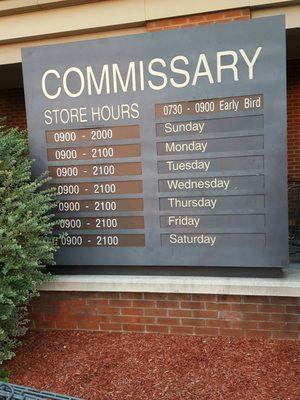 COMMISSARY
STORE HOURS 0730 - 0900 Early Bird
0900 - 2000 Sunday
0900 - 2100 Monday
0900 - 2100 Tuesday
0900 - 2100 Wednesday
0900 - 2100 Thursday
0900 - 2100 Friday
0900 - 2100 Saturday